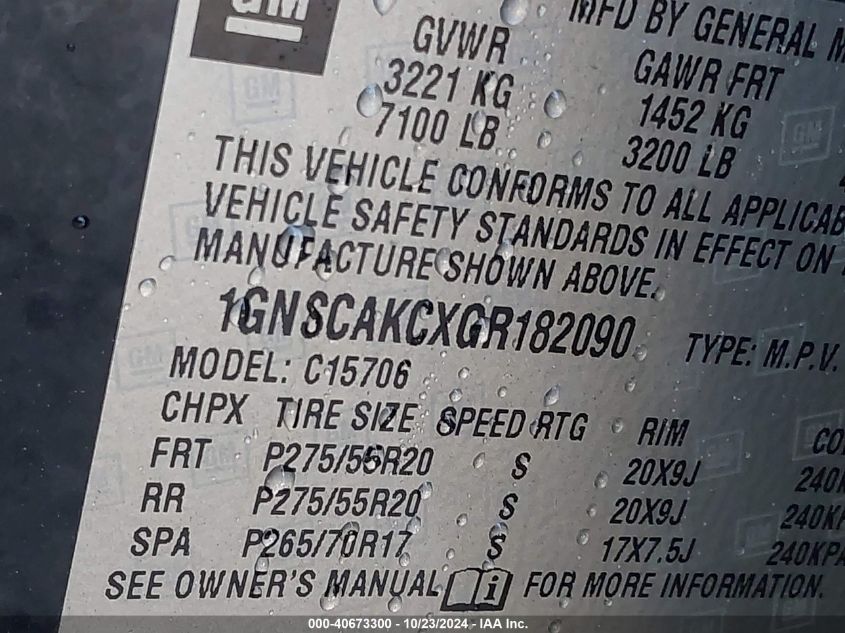 GM
MFD BY GENERAL
GVWR GAWR FRT
3221 KG 1452 KG
7100 LB 3200 LB
THIS VEHICLE CONFORMS TO ALL
VEHICLE SAFETY STANDARDS IN EFFECT ON
MANUFACTURE SHOWN ABOVE.
1GNSCAKCXGR182090 TYPE: M.P.V.
MODEL: C15706
CHPX TIRE SIZE SPEED RTG RIM
FRT P275/55R20 S 20X9J
RR P275/55R20 S 20X9J 240KPA
SPA P265/70R17 S 17X7.5J 240KPA
SEE OWNER'S MANUAL FOR MORE INFORMATION.
000-40673300 - 10/23/2024 - IAA Inc.